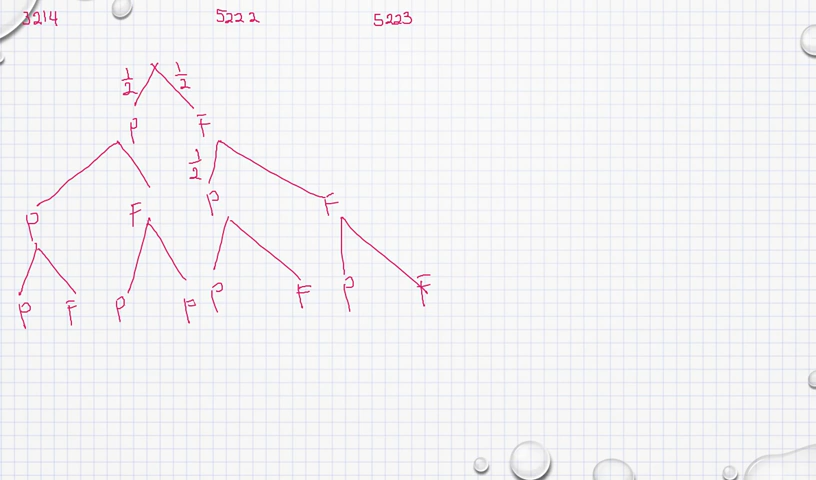 3214 5222 5223
1/2 1/2
P F
1/2
P F P F
P F P P P F P F